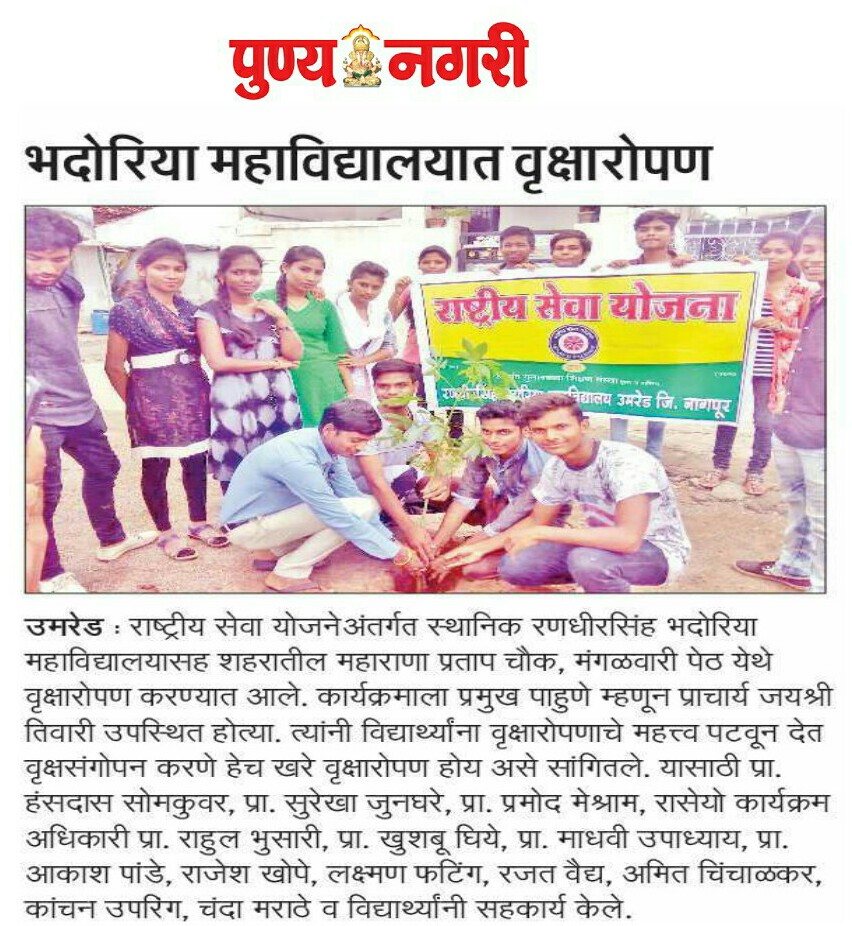 पुण्य नगरी
भदोरिया महाविद्यालयात वृक्षारोपण
राष्ट्रीय सेवा योजना
उमरेड जि. नागपूर
उमरेड : राष्ट्रीय सेवा योजनेअंतर्गत स्थानिक रणधीरसिंह भदोरिया
महाविद्यालयासह शहरातील महाराणा प्रताप चौक, मंगळवारी पेठ येथे
वृक्षारोपण करण्यात आले. कार्यक्रमाला प्रमुख पाहुणे म्हणून प्राचार्य जयश्री
तिवारी उपस्थित होत्या. त्यांनी विद्यार्थ्यांना वृक्षारोपणाचे महत्त्व पटवून देत
वृक्षसंगोपन करणे हेच खरे वृक्षारोपण होय असे सांगितले. यासाठी प्रा.
हंसदास सोमकुवर, प्रा. सुरेखा जुनघरे, प्रा. प्रमोद मेश्राम, रासेयो कार्यक्रम
अधिकारी प्रा. राहुल भुसारी, प्रा. खुशबू घिये, प्रा. माधवी उपाध्याय, प्रा.
आकाश पांडे, राजेश खोपे, लक्ष्मण फटिंग, रजत वैद्य, अमित चिंचाळकर,
कांचन उपरिग, चंदा मराठे व विद्यार्थ्यांनी सहकार्य केले.